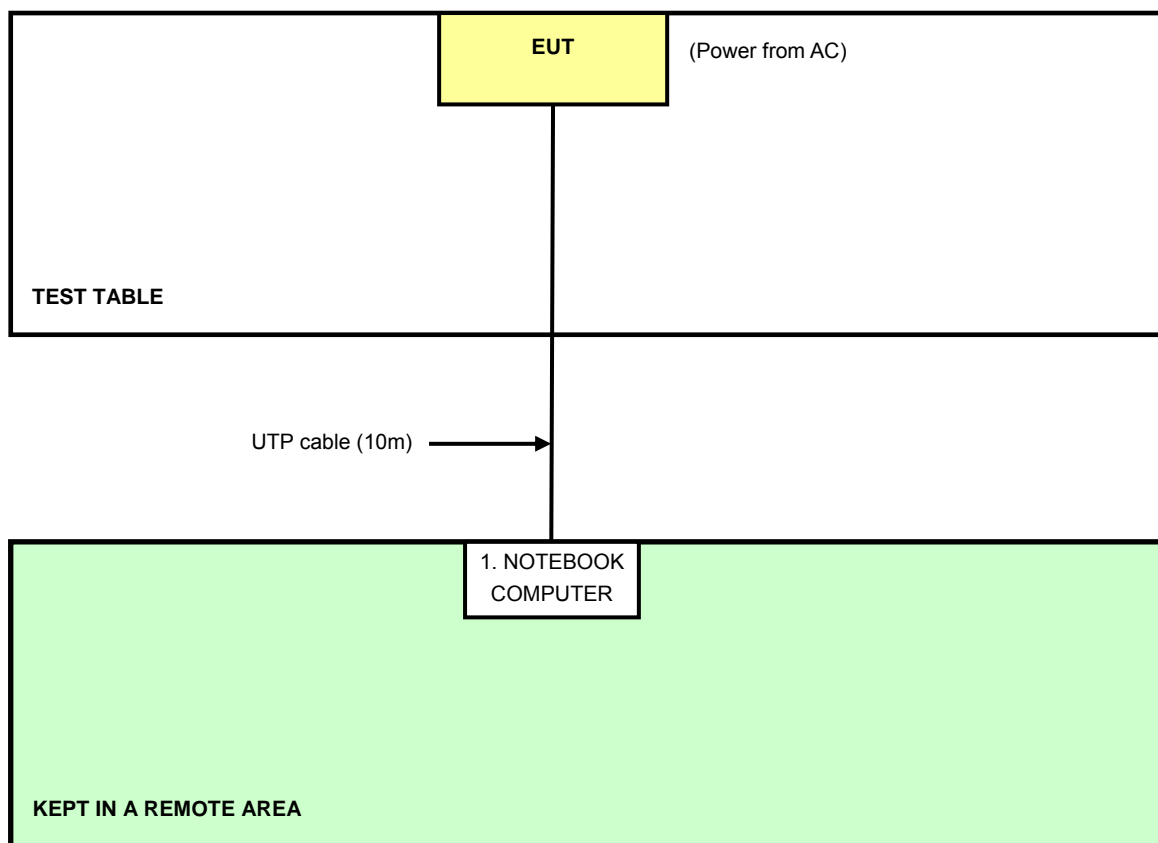 EUT
(Power from AC)
TEST TABLE
UTP cable (10m)
1. NOTEBOOK
COMPUTER
KEPT IN A REMOTE AREA